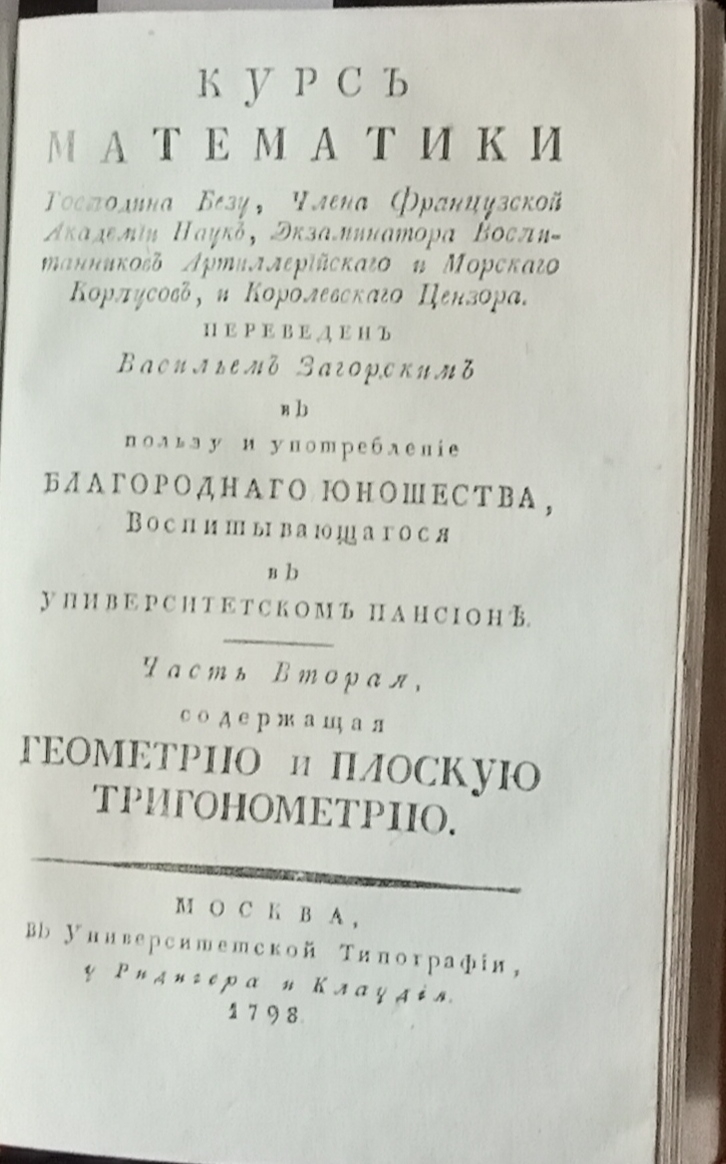 КУРСЪ
МАТЕМАТИКИ
Господина Безу, Члена Французской
Академіи Наукъ, Экзаминатора Воспи-
танниковъ Артиллерійскаго и Морскаго
Корпусовъ, и Королевскаго Цензора.
ПЕРЕВЕДЕНЪ
Васильемъ Загорскимъ
въ
пользу и употребленіе
БЛАГОРОДНАГО ЮНОШЕСТВА,
Воспитывающагося
въ
УНИВЕРСИТЕТСКОМЪ ПАНСІОНѢ.
Часть Вторая,
содержащая
ГЕОМЕТРІЮ и ПЛОСКУЮ
ТРИГОНОМЕТРІЮ.
МОСКВА,
въ Университетской Типографіи,
у Ридигера и Клаудія.
1798.